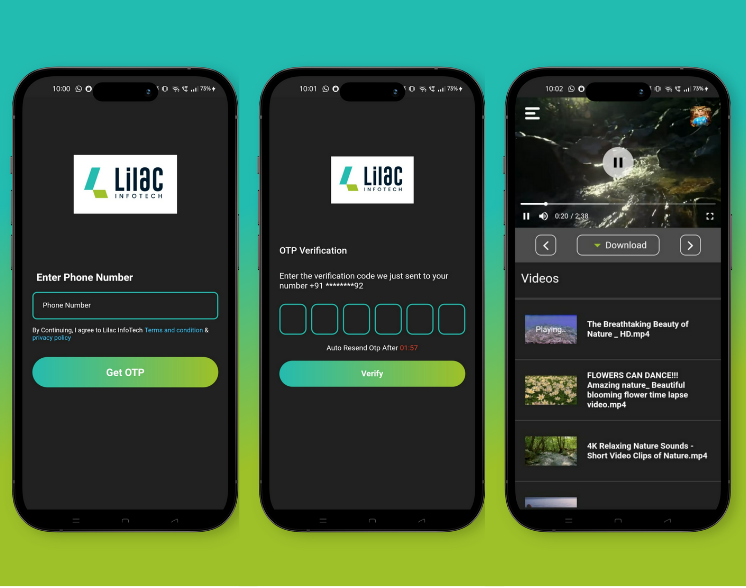 10:00
73%
Lilac
INFOTECH
Enter Phone Number
Phone Number
By Continuing, I agree to Lilac InfoTech Terms and condition &
privacy policy
Get OTP
10:01
73%
Lilac
INFOTECH
OTP Verification
Enter the verification code we just sent to your
number +91 ********92
Auto Resend Otp After 01:57
Verify
10:02
73%
0:20 / 2:38
Download
Videos
Playing..
The Breathtaking Beauty of
Nature _ HD.mp4
FLOWERS CAN DANCE!!!
Amazing nature_ Beautiful
blooming flower time lapse
video.mp4
4K Relaxing Nature Sounds -
Short Video Clips of Nature.mp4